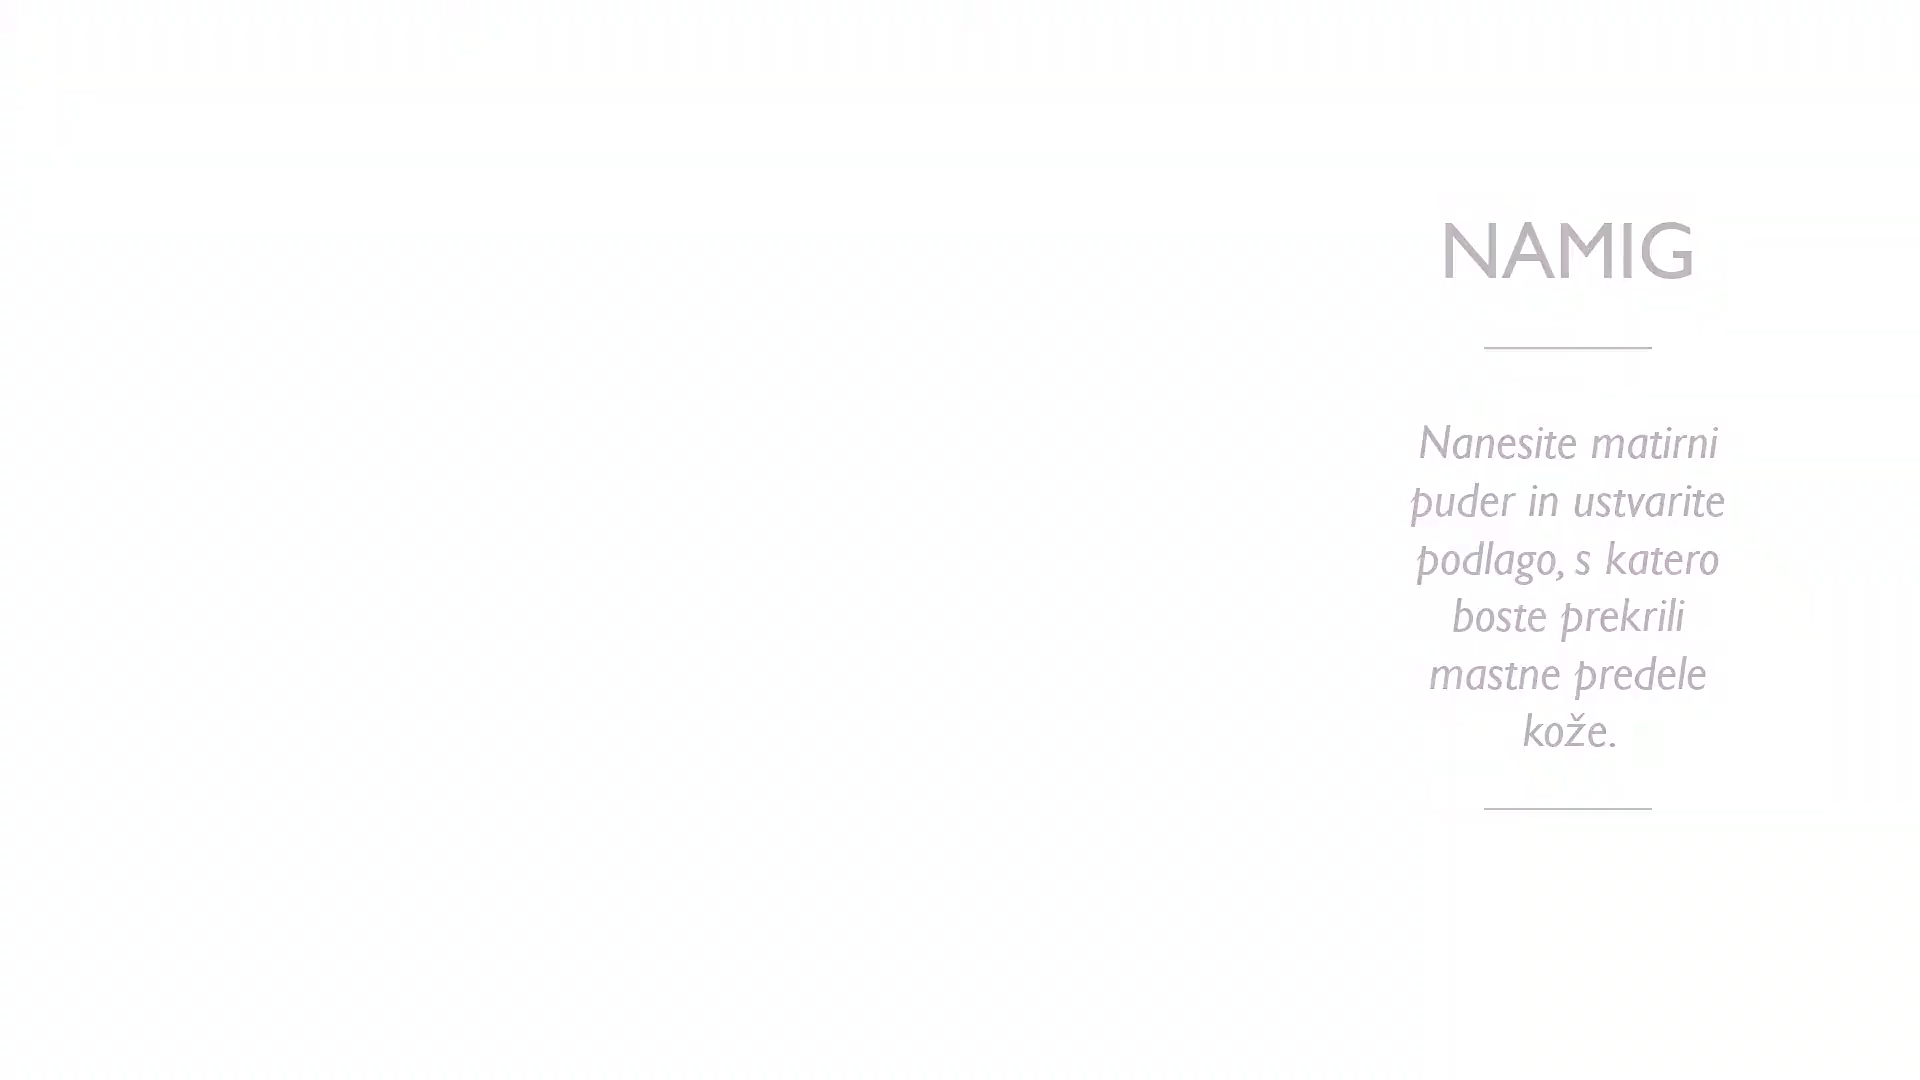 NAMIG
Nanesite matirni
puder in ustvarite
podlago, s katero
boste prekrili
mastne predele
kože.